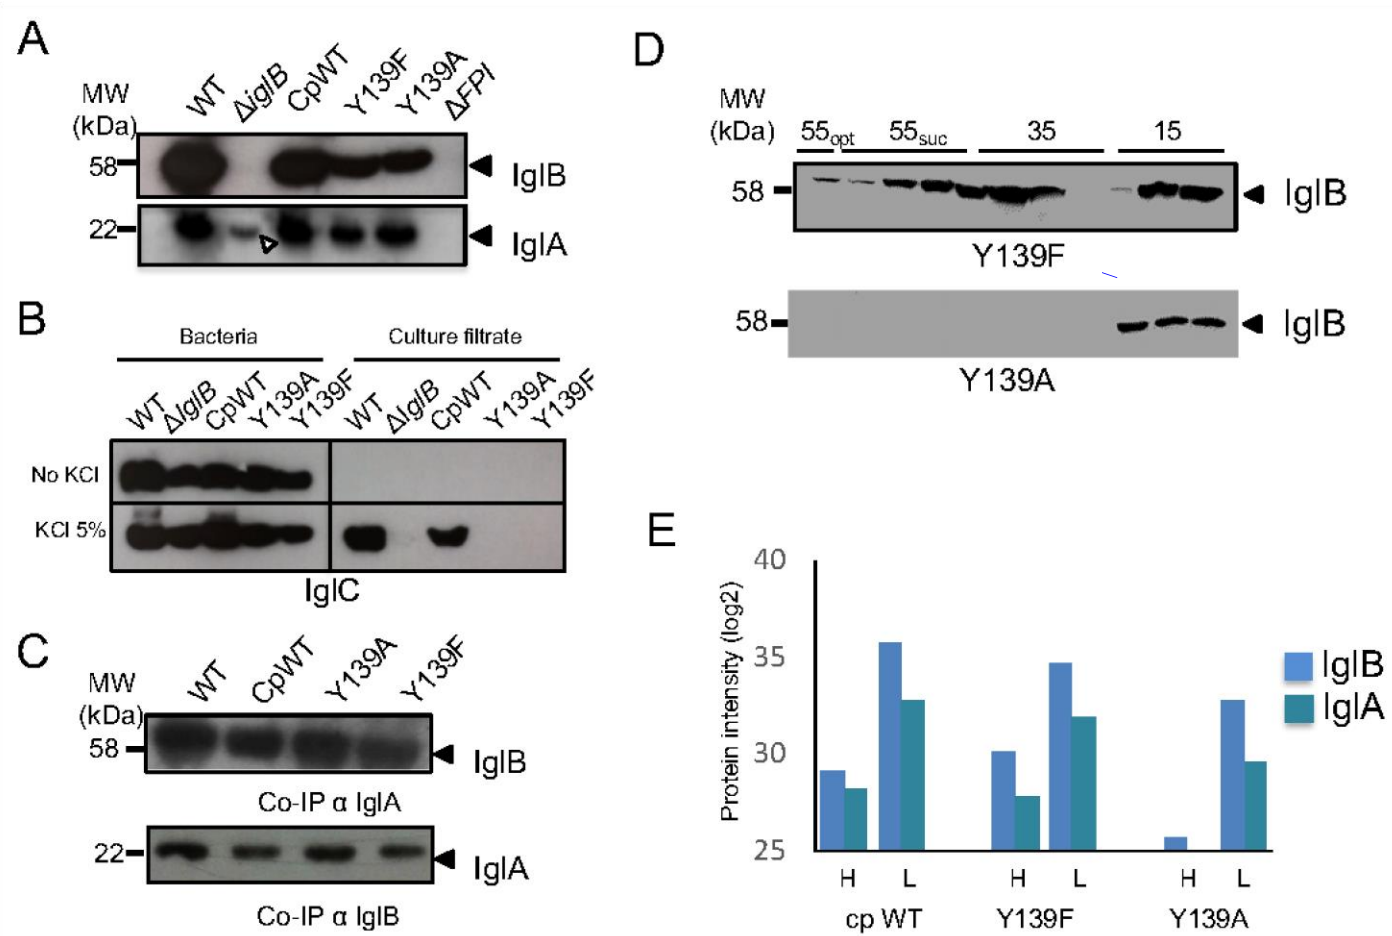 A
MW
(kDa)
WT
ΔiglB
CpWT
Y139F
Y139A
ΔFPI
58
IglB
22
IglA
B
Bacteria
Culture filtrate
WT
ΔIglB
CpWT
Y139A
Y139F
WT
ΔIglB
CpWT
Y139A
Y139F
No KCl
KCl 5%
IglC
C
MW
(kDa)
WT
CpWT
Y139A
Y139F
58
IglB
Co-IP α IglA
22
IglA
Co-IP α IglB
D
MW
(kDa)
55opt 55suc 35 15
58
IglB
Y139F
58
IglB
Y139A
E
Protein intensity (log2)
40
35
30
25
H L H L H L
cp WT Y139F Y139A
IglB
IglA